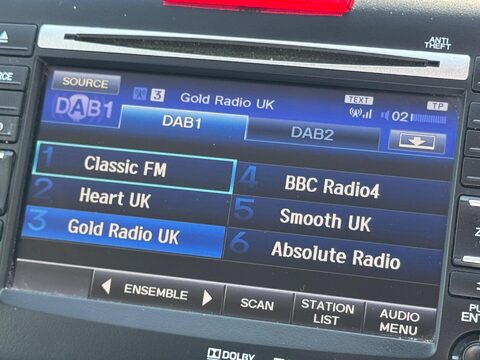 ANTI
THEFT
SOURCE
SOURCE
DAB1
3 Gold Radio UK
TEXT
TP
02
DAB1
DAB2
1 Classic FM
2 Heart UK
3 Gold Radio UK
4 BBC Radio4
5 Smooth UK
6 Absolute Radio
ENSEMBLE
SCAN
STATION
LIST
AUDIO
MENU
DOLBY